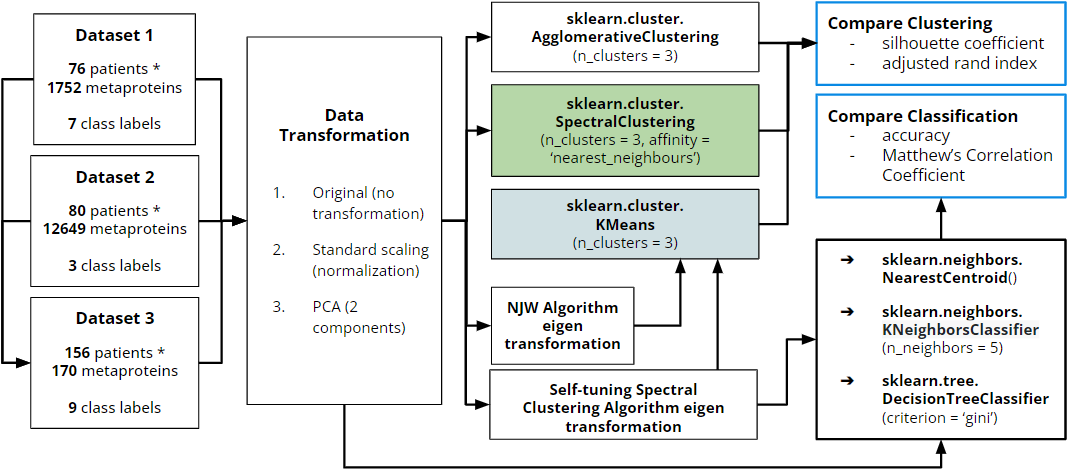 Dataset 1
76 patients *
1752 metaproteins
7 class labels
Dataset 2
80 patients *
12649 metaproteins
3 class labels
Dataset 3
156 patients *
170 metaproteins
9 class labels
Data
Transformation
1. Original (no
transformation)
2. Standard scaling
(normalization)
3. PCA (2
components)
sklearn.cluster.
AgglomerativeClustering
(n_clusters = 3)
sklearn.cluster.
SpectralClustering
(n_clusters = 3, affinity =
‘nearest_neighbours’)
sklearn.cluster.
KMeans
(n_clusters = 3)
NJW Algorithm
eigen
transformation
Self-tuning Spectral
Clustering Algorithm eigen
transformation
Compare Clustering
- silhouette coefficient
- adjusted rand index
Compare Classification
- accuracy
- Matthew’s Correlation
Coefficient
➔ sklearn.neighbors.
NearestCentroid()
➔ sklearn.neighbors.
KNeighborsClassifier
(n_neighbors = 5)
➔ sklearn.tree.
DecisionTreeClassifier
(criterion = ‘gini’)